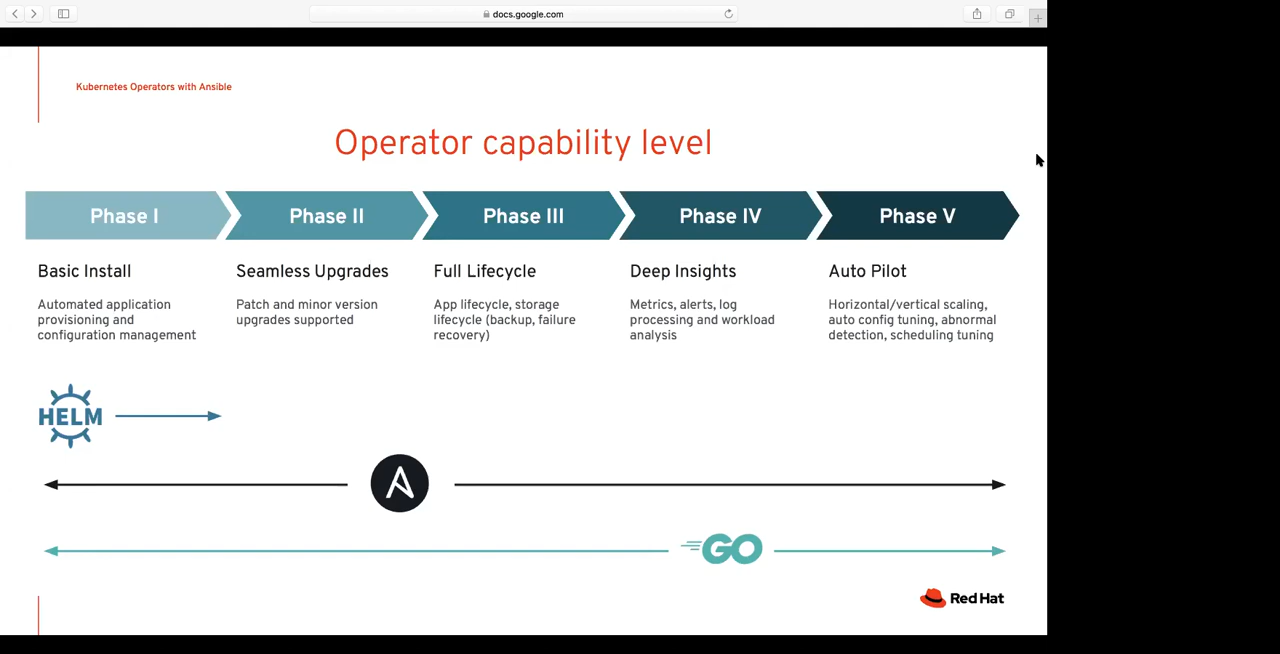 docs.google.com
Kubernetes Operators with Ansible
Operator capability level
Phase I
Phase II
Phase III
Phase IV
Phase V
Basic Install
Automated application
provisioning and
configuration management
Seamless Upgrades
Patch and minor version
upgrades supported
Full Lifecycle
App lifecycle, storage
lifecycle (backup, failure
recovery)
Deep Insights
Metrics, alerts, log
processing and workload
analysis
Auto Pilot
Horizontal/vertical scaling,
auto config tuning, abnormal
detection, scheduling tuning
HELM
A
GO
Red Hat